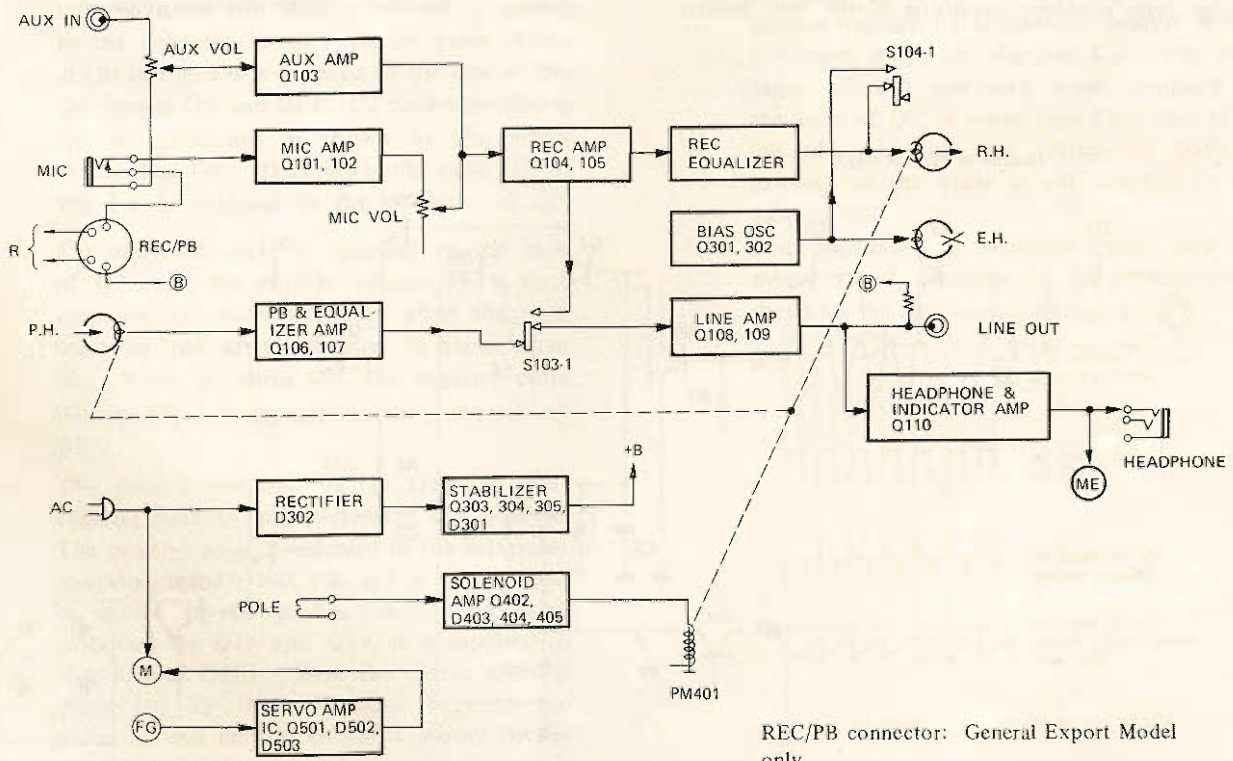 AUX IN
AUX VOL
AUX AMP
Q103
S104-1
MIC
MIC AMP
Q101, 102
REC AMP
Q104, 105
REC
EQUALIZER
R.H.
MIC VOL
R
REC/PB
B
BIAS OSC
Q301, 302
E.H.
P.H.
PB & EQUAL-
IZER AMP
Q106, 107
S103-1
LINE AMP
Q108, 109
B
LINE OUT
HEADPHONE &
INDICATOR AMP
Q110
HEADPHONE
ME
+B
AC
RECTIFIER
D302
STABILIZER
Q303, 304, 305,
D301
POLE
SOLENOID
AMP Q402,
D403, 404, 405
PM401
M
FG
SERVO AMP
IC, Q501, D502,
D503
REC/PB connector: General Export Model
only